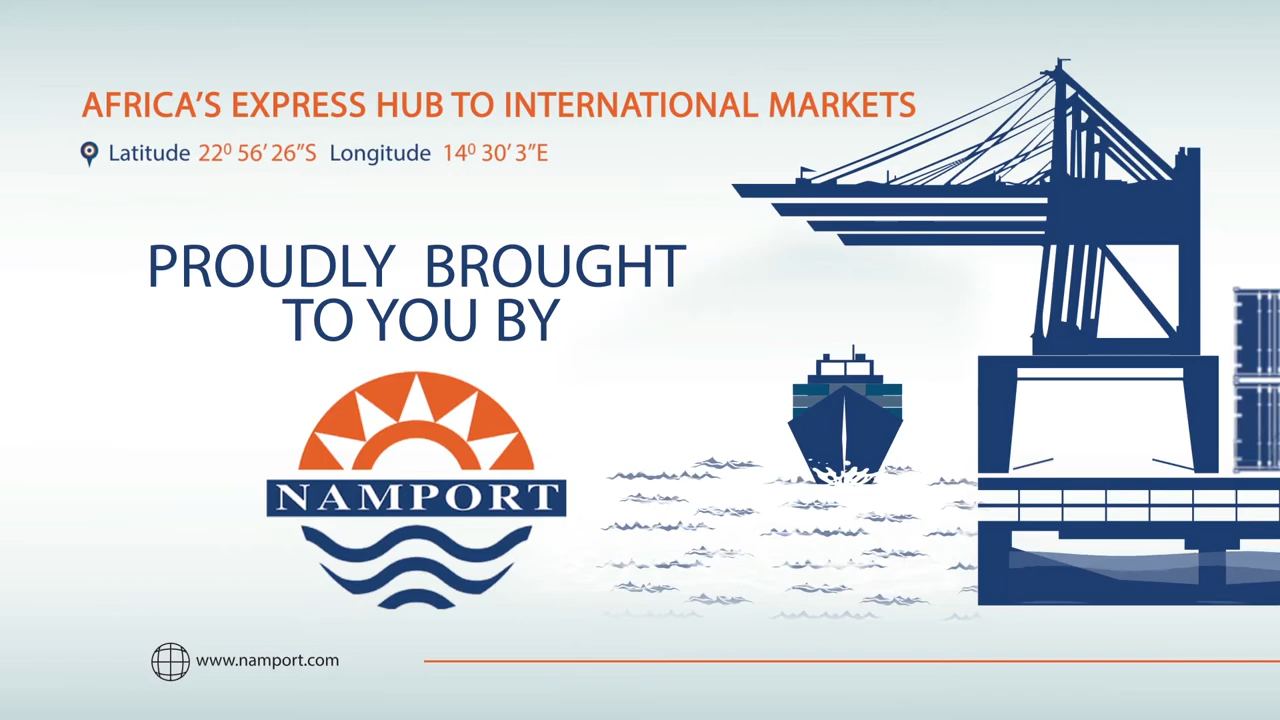 AFRICA’S EXPRESS HUB TO INTERNATIONAL MARKETS
Latitude 22⁰ 56’ 26”S Longitude 14⁰ 30’ 3”E
PROUDLY BROUGHT
TO YOU BY
NAMPORT
www.namport.com